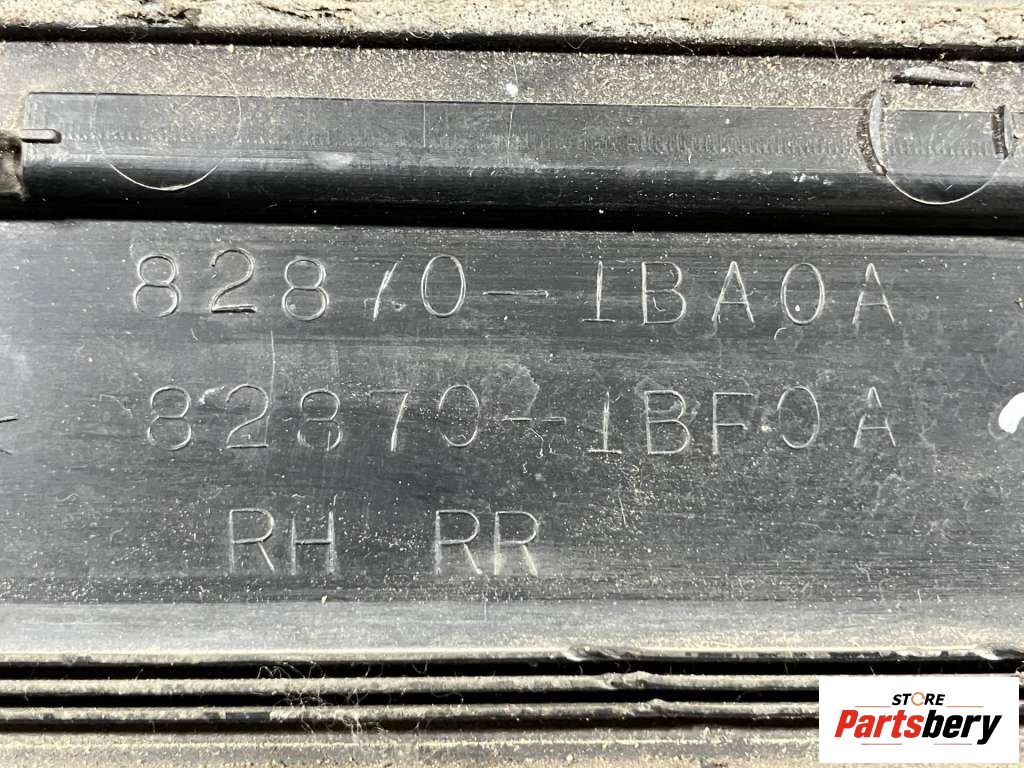 82870-1BA0A
82870-1BF0A
RH RR
STORE
Partsbery